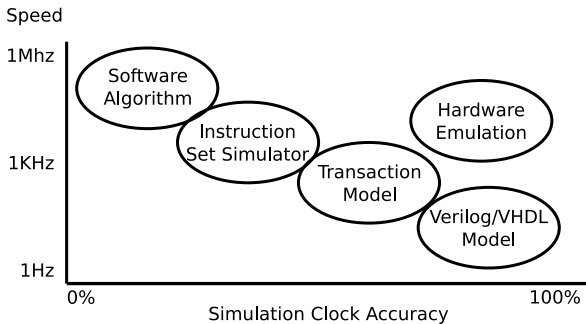 Speed
1Mhz
Software
Algorithm
Hardware
Emulation
Instruction
Set Simulator
1KHz
Transaction
Model
Verilog/VHDL
Model
1Hz
0%
100%
Simulation Clock Accuracy